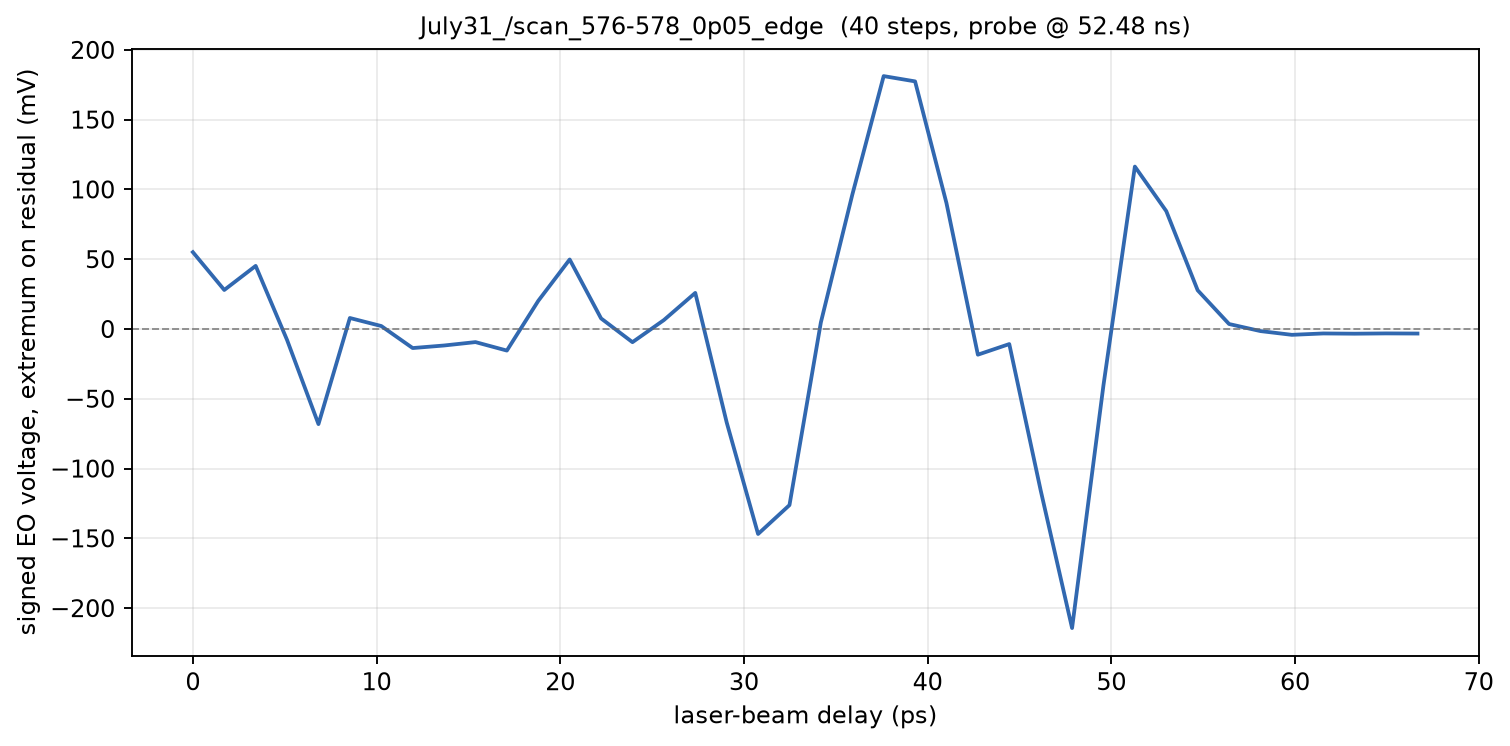 July31_/scan_576-578_0p05_edge (40 steps, probe @ 52.48 ns)
signed EO voltage, extremum on residual (mV)
200
150
100
50
0
−50
−100
−150
−200
0 10 20 30 40 50 60 70
laser-beam delay (ps)